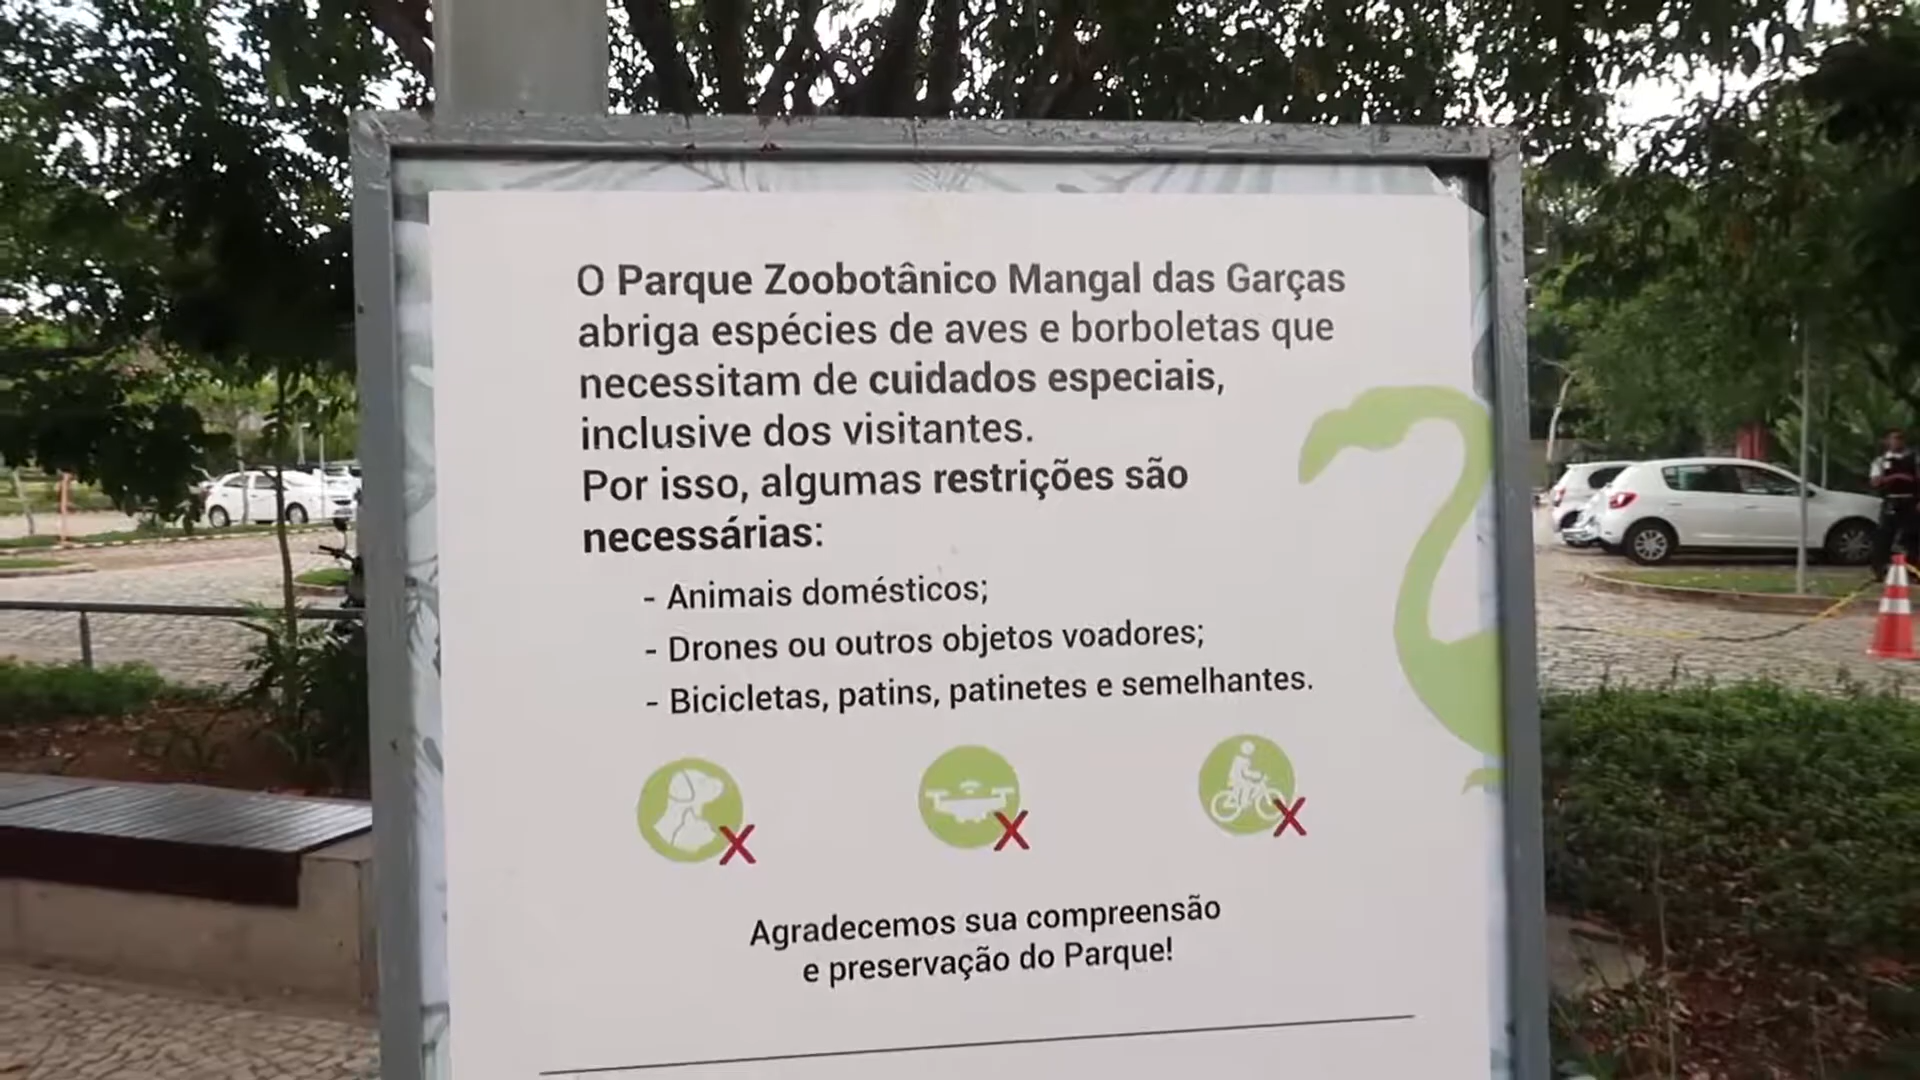 O Parque Zoobotânico Mangal das Garças
abriga espécies de aves e borboletas que
necessitam de cuidados especiais,
inclusive dos visitantes.
Por isso, algumas restrições são
necessárias:
- Animais domésticos;
- Drones ou outros objetos voadores;
- Bicicletas, patins, patinetes e semelhantes.
Agradecemos sua compreensão
e preservação do Parque!